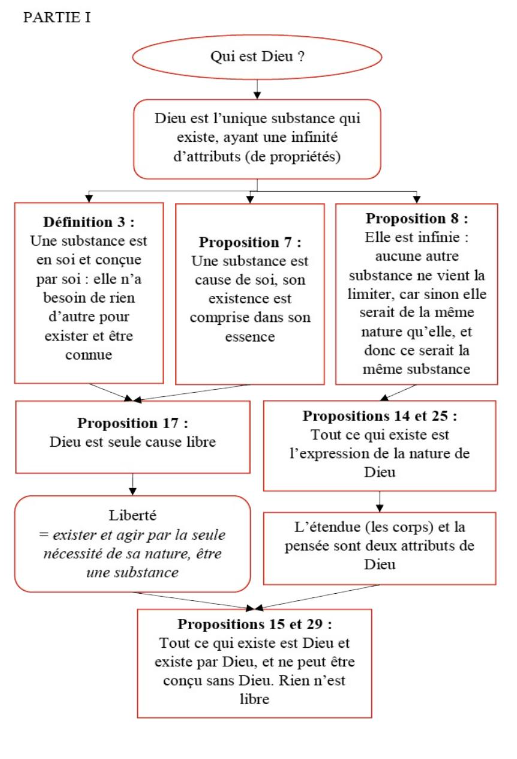 PARTIE I
Qui est Dieu ?
Dieu est l’unique substance qui
existe, ayant une infinité
d’attributs (de propriétés)
Définition 3 :
Une substance est
en soi et conçue
par soi : elle n’a
besoin de rien
d’autre pour
exister et être
connue
Proposition 7 :
Une substance est
cause de soi, son
existence est
comprise dans son
essence
Proposition 8 :
Elle est infinie :
aucune autre
substance ne vient la
limiter, car sinon elle
serait de la même
nature qu’elle, et
donc ce serait la
même substance
Proposition 17 :
Dieu est seule cause libre
Propositions 14 et 25 :
Tout ce qui existe est
l’expression de la nature de
Dieu
Liberté
= exister et agir par la seule
nécessité de sa nature, être
une substance
L’étendue (les corps) et la
pensée sont deux attributs de
Dieu
Propositions 15 et 29 :
Tout ce qui existe est Dieu et
existe par Dieu, et ne peut être
conçu sans Dieu. Rien n’est
libre